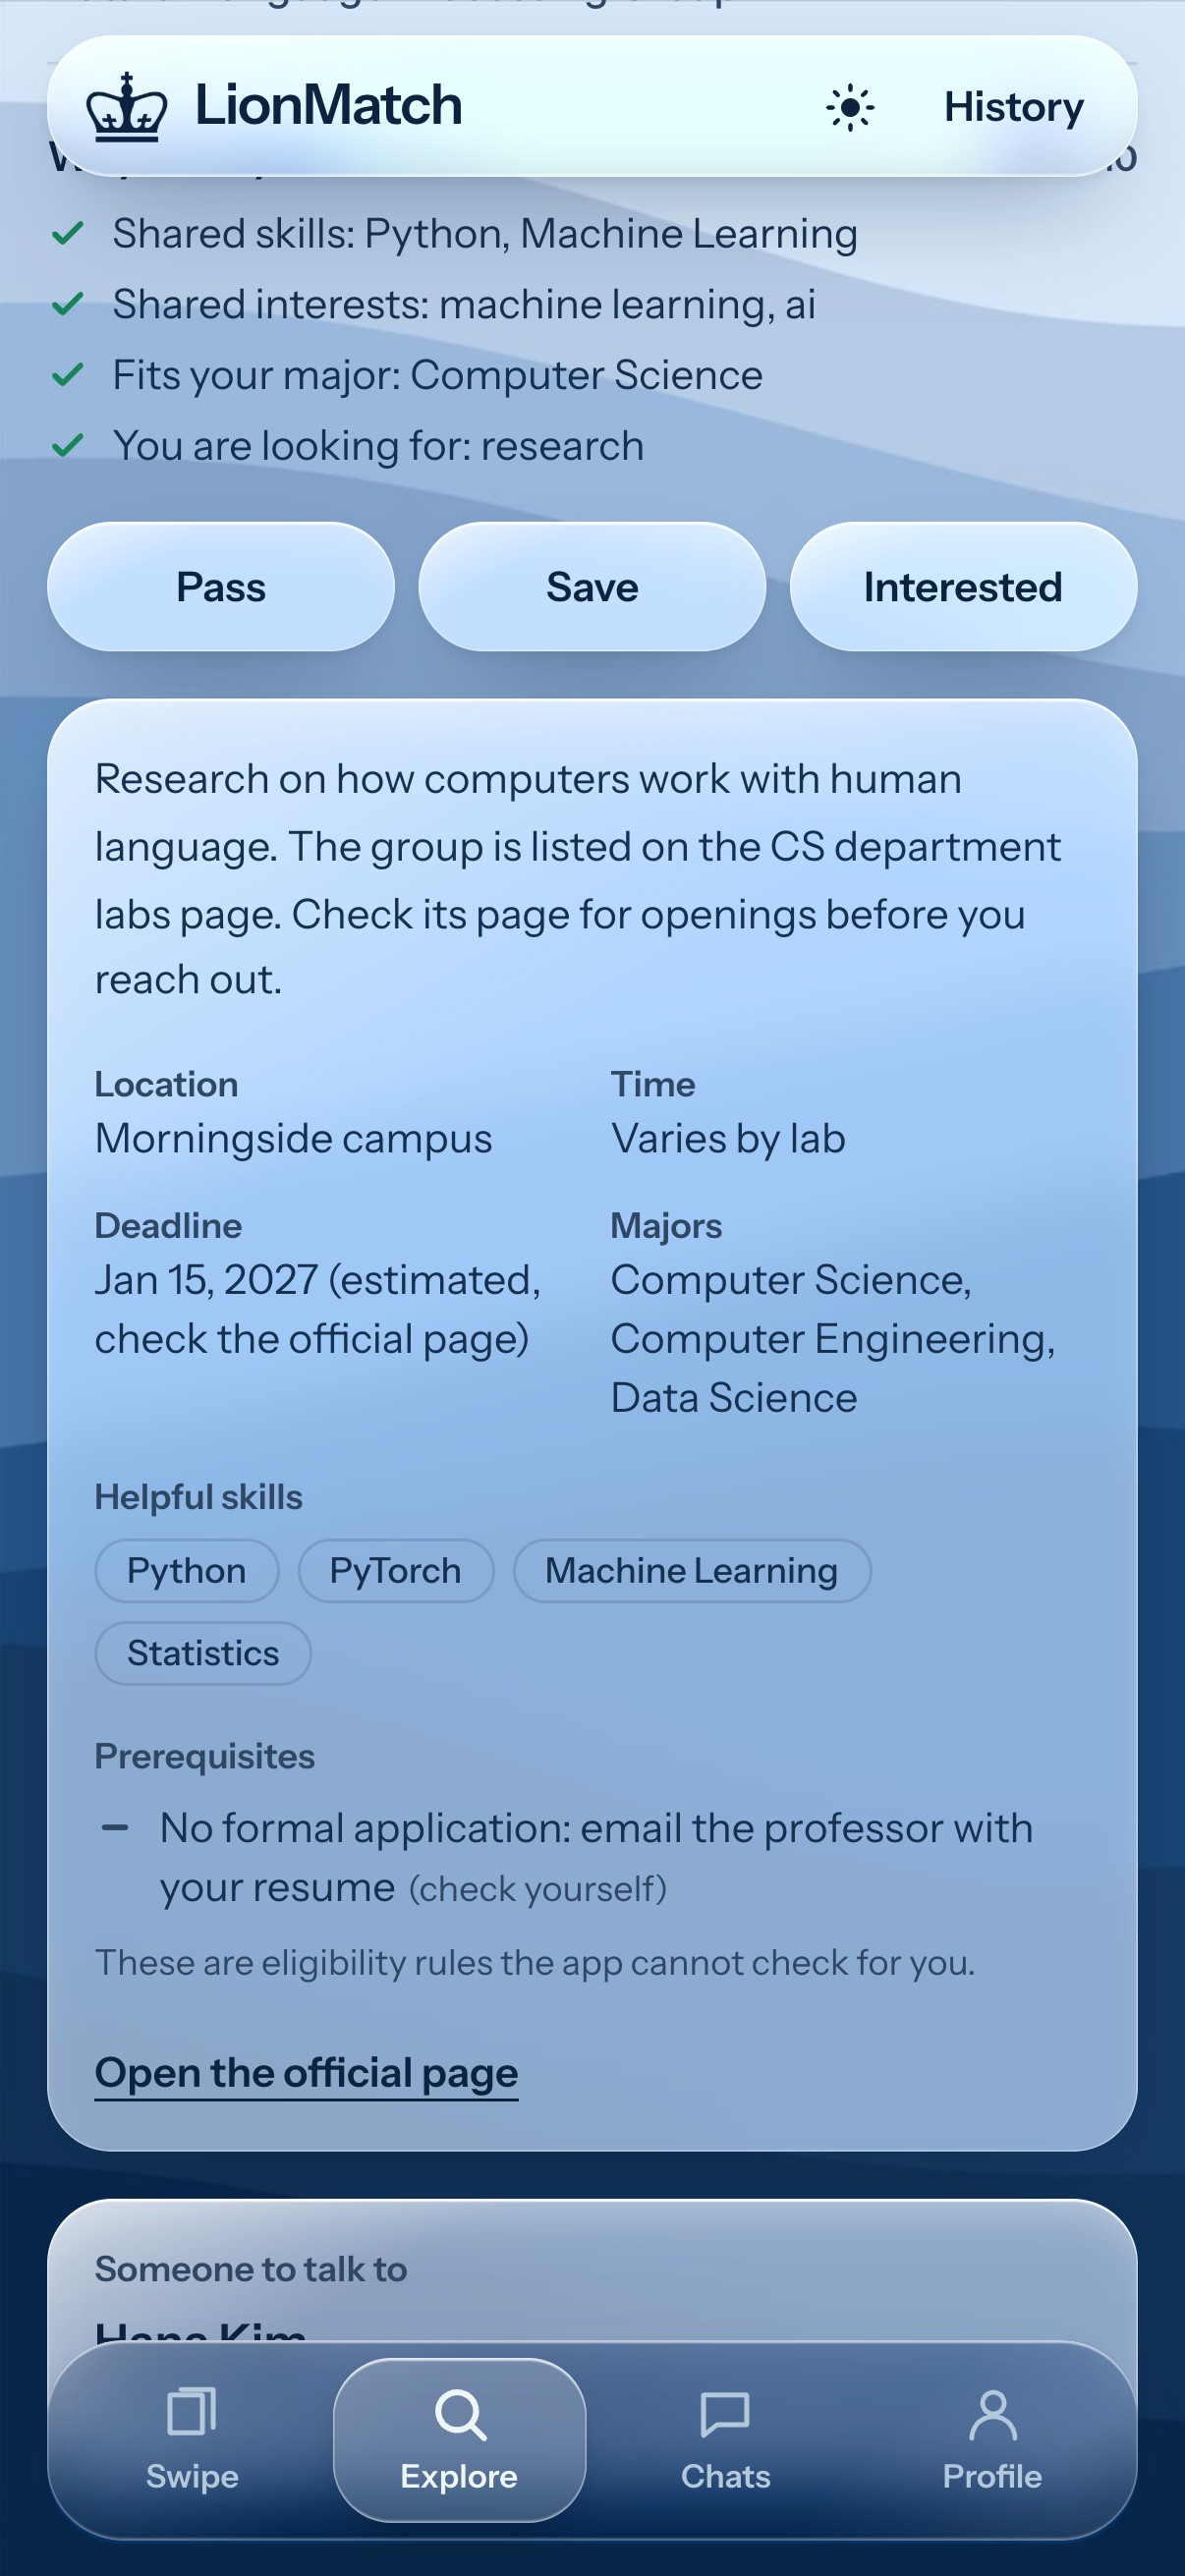 LionMatch
History
Shared skills: Python, Machine Learning
Shared interests: machine learning, ai
Fits your major: Computer Science
You are looking for: research
Pass
Save
Interested
Research on how computers work with human
language. The group is listed on the CS department
labs page. Check its page for openings before you
reach out.
Location
Morningside campus
Time
Varies by lab
Deadline
Jan 15, 2027 (estimated,
check the official page)
Majors
Computer Science,
Computer Engineering,
Data Science
Helpful skills
Python
PyTorch
Machine Learning
Statistics
Prerequisites
No formal application: email the professor with
your resume (check yourself)
These are eligibility rules the app cannot check for you.
Open the official page
Someone to talk to
Kim
Swipe
Explore
Chats
Profile